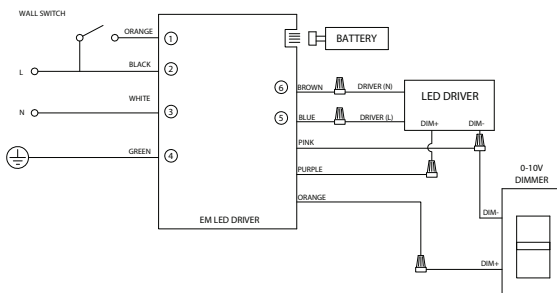 WALL SWITCH
ORANGE
1
BATTERY
BLACK
L
2
6
BROWN
DRIVER (N)
LED DRIVER
WHITE
N
3
5
BLUE
DRIVER (L)
DIM+
DIM-
PINK
GREEN
4
PURPLE
0-10V
DIMMER
ORANGE
DIM-
EM LED DRIVER
DIM+